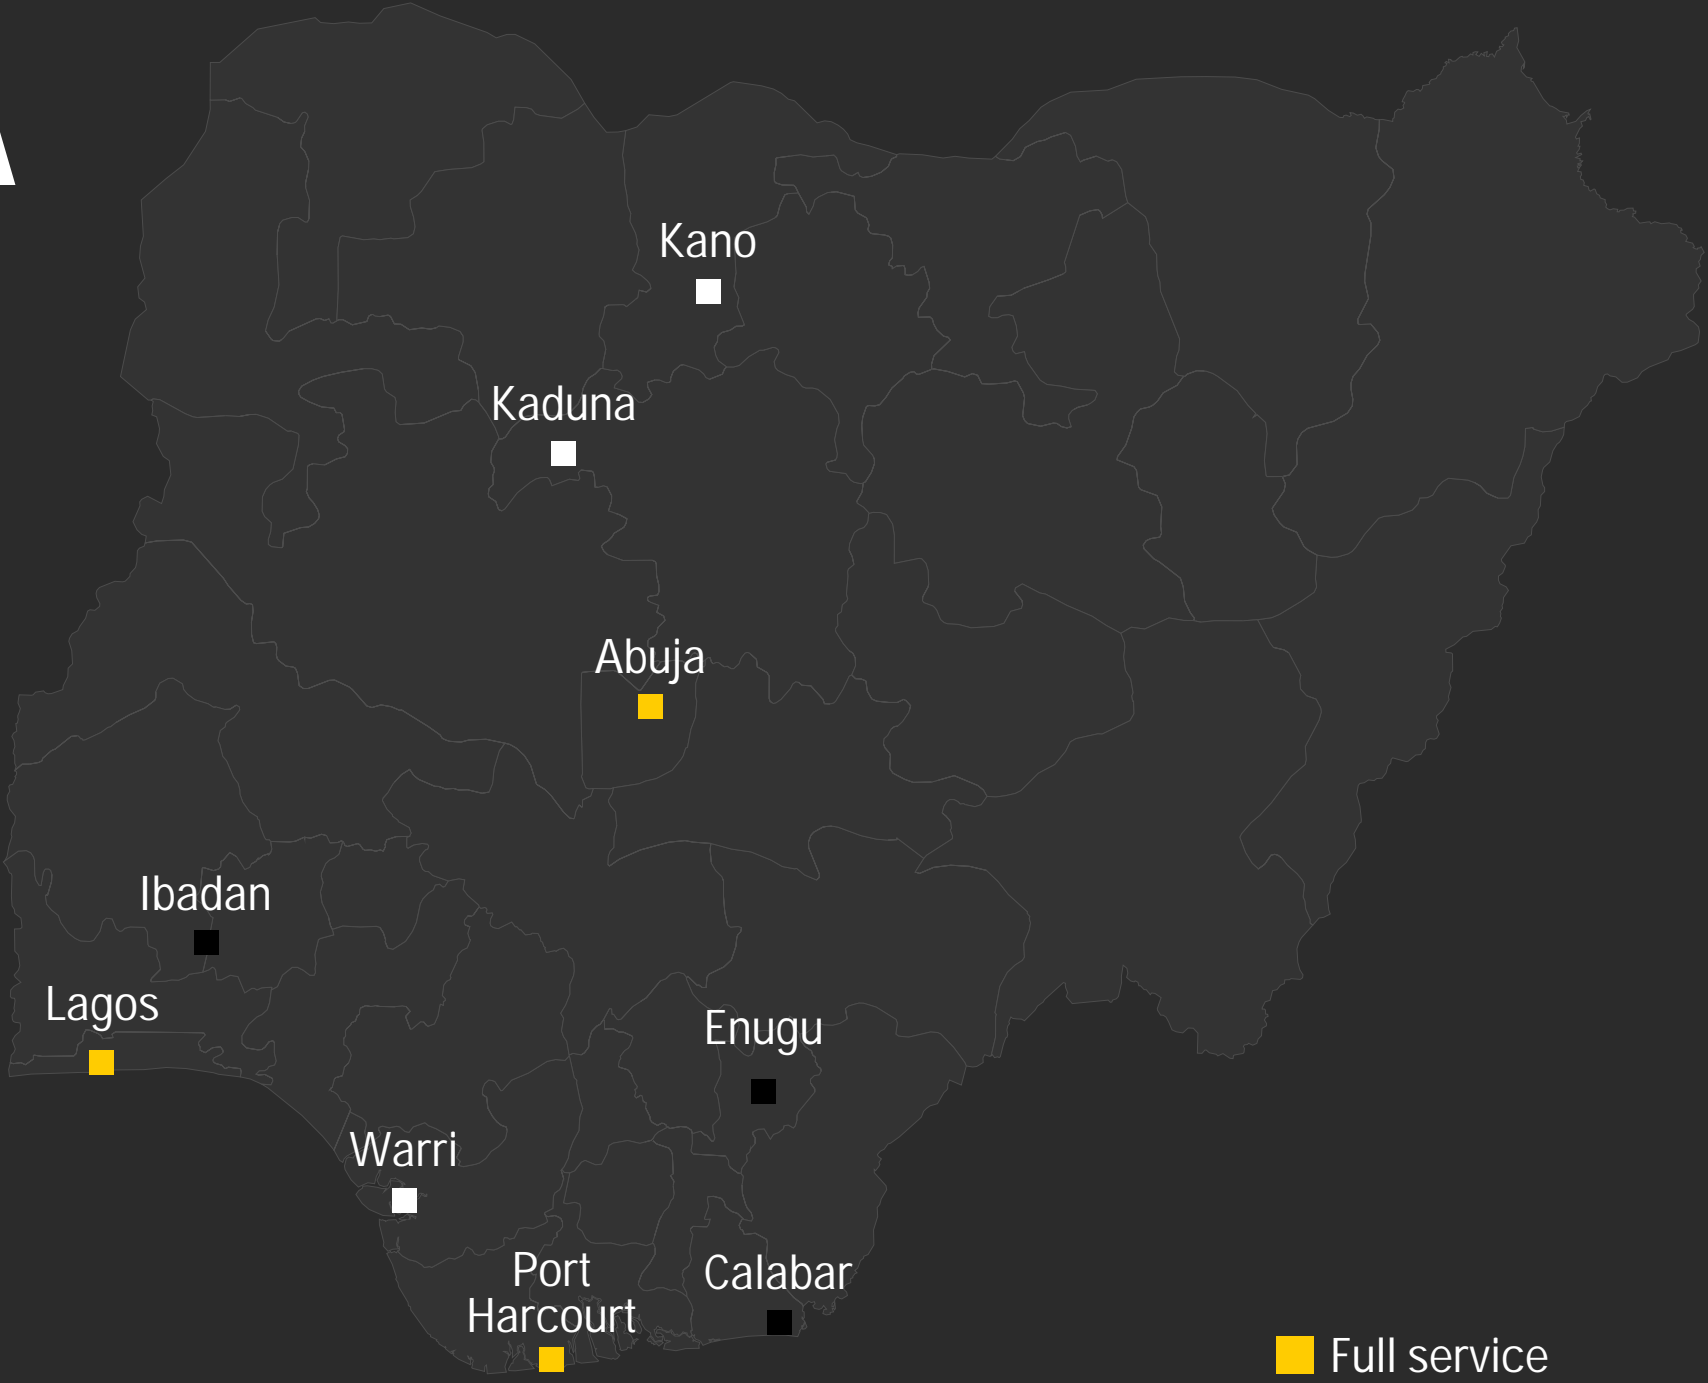 Kano
Kaduna
Abuja
Ibadan
Lagos
Enugu
Warri
Port
Harcourt
Calabar
Full service